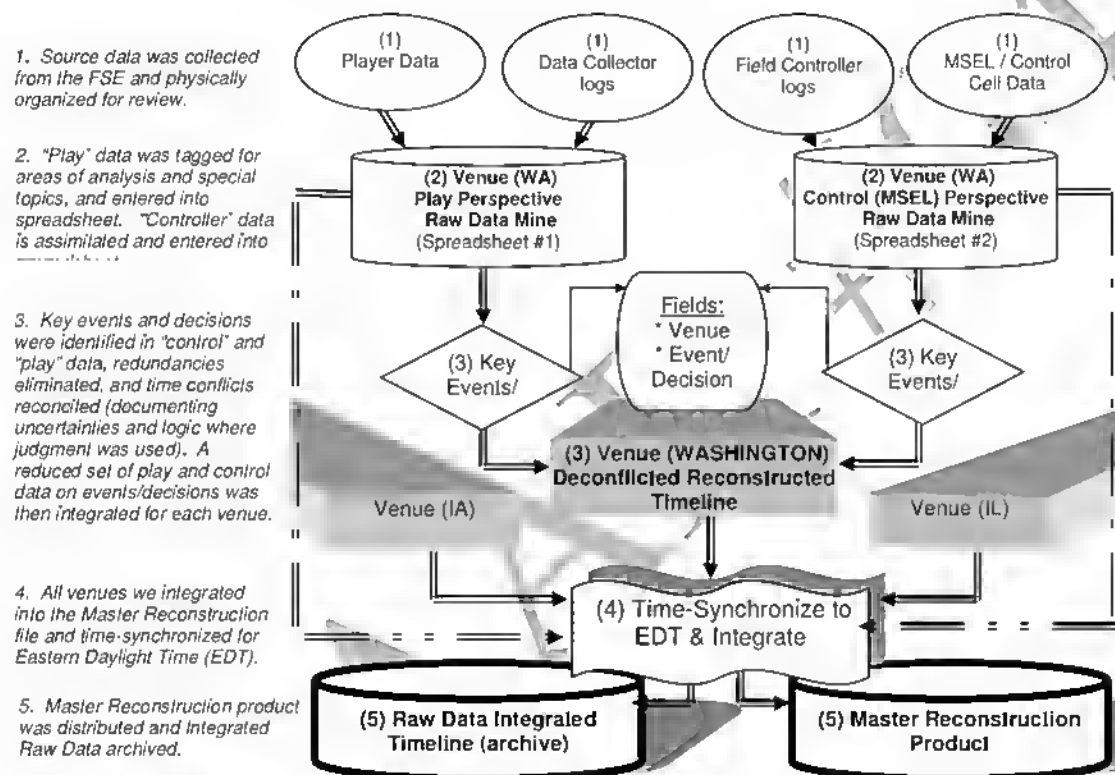 1. Source data was collected
from the FSE and physically
organized for review.
2. "Play" data was tagged for
areas of analysis and special
topics, and entered into
spreadsheet. "Controller" data
is assimilated and entered into
3. Key events and decisions
were identified in "control" and
"play" data, redundancies
eliminated, and time conflicts
reconciled (documenting
uncertainties and logic where
judgment was used). A
reduced set of play and control
data on events/decisions was
then integrated for each venue.
4. All venues we integrated
into the Master Reconstruction
file and time-synchronized for
Eastern Daylight Time (EDT).
5. Master Reconstruction product
was distributed and Integrated
Raw Data archived.
(1)
Player Data
(1)
Data Collector
logs
(1)
Field Controller
logs
(1)
MSEL / Control
Cell Data
(2) Venue (WA)
Play Perspective
Raw Data Mine
(Spreadsheet #1)
(2) Venue (WA)
Control (MSEL) Perspective
Raw Data Mine
(Spreadsheet #2)
Fields:
* Venue
* Event/
Decision
(3) Key
Events/
(3) Key
Events/
(3) Venue (WASHINGTON)
Deconflicted Reconstructed
Timeline
Venue (IA)
Venue (IL)
(4) Time-Synchronize to
EDT & Integrate
(5) Raw Data Integrated
Timeline (archive)
(5) Master Reconstruction
Product